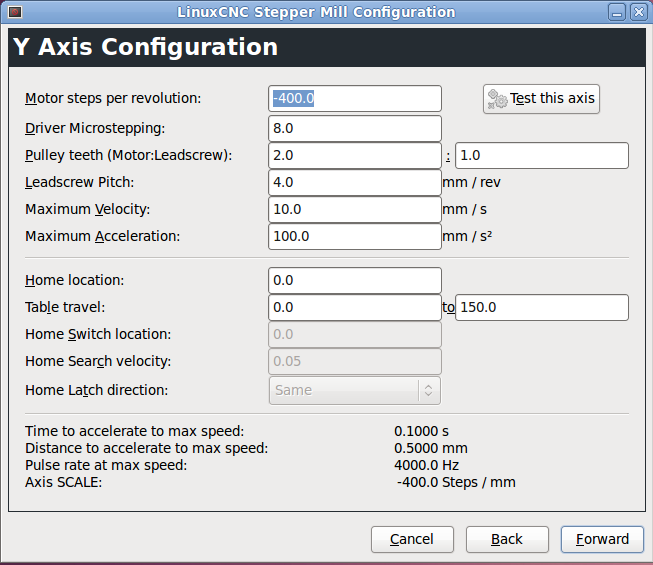 LinuxCNC Stepper Mill Configuration
Y Axis Configuration
Motor steps per revolution: -400.0 Test this axis
Driver Microstepping: 8.0
Pulley teeth (Motor:Leadscrew): 2.0 : 1.0
Leadscrew Pitch: 4.0 mm / rev
Maximum Velocity: 10.0 mm / s
Maximum Acceleration: 100.0 mm / s²
Home location: 0.0
Table travel: 0.0 to 150.0
Home Switch location: 0.0
Home Search velocity: 0.05
Home Latch direction: Same
Time to accelerate to max speed: 0.1000 s
Distance to accelerate to max speed: 0.5000 mm
Pulse rate at max speed: 4000.0 Hz
Axis SCALE: -400.0 Steps / mm
Cancel Back Forward